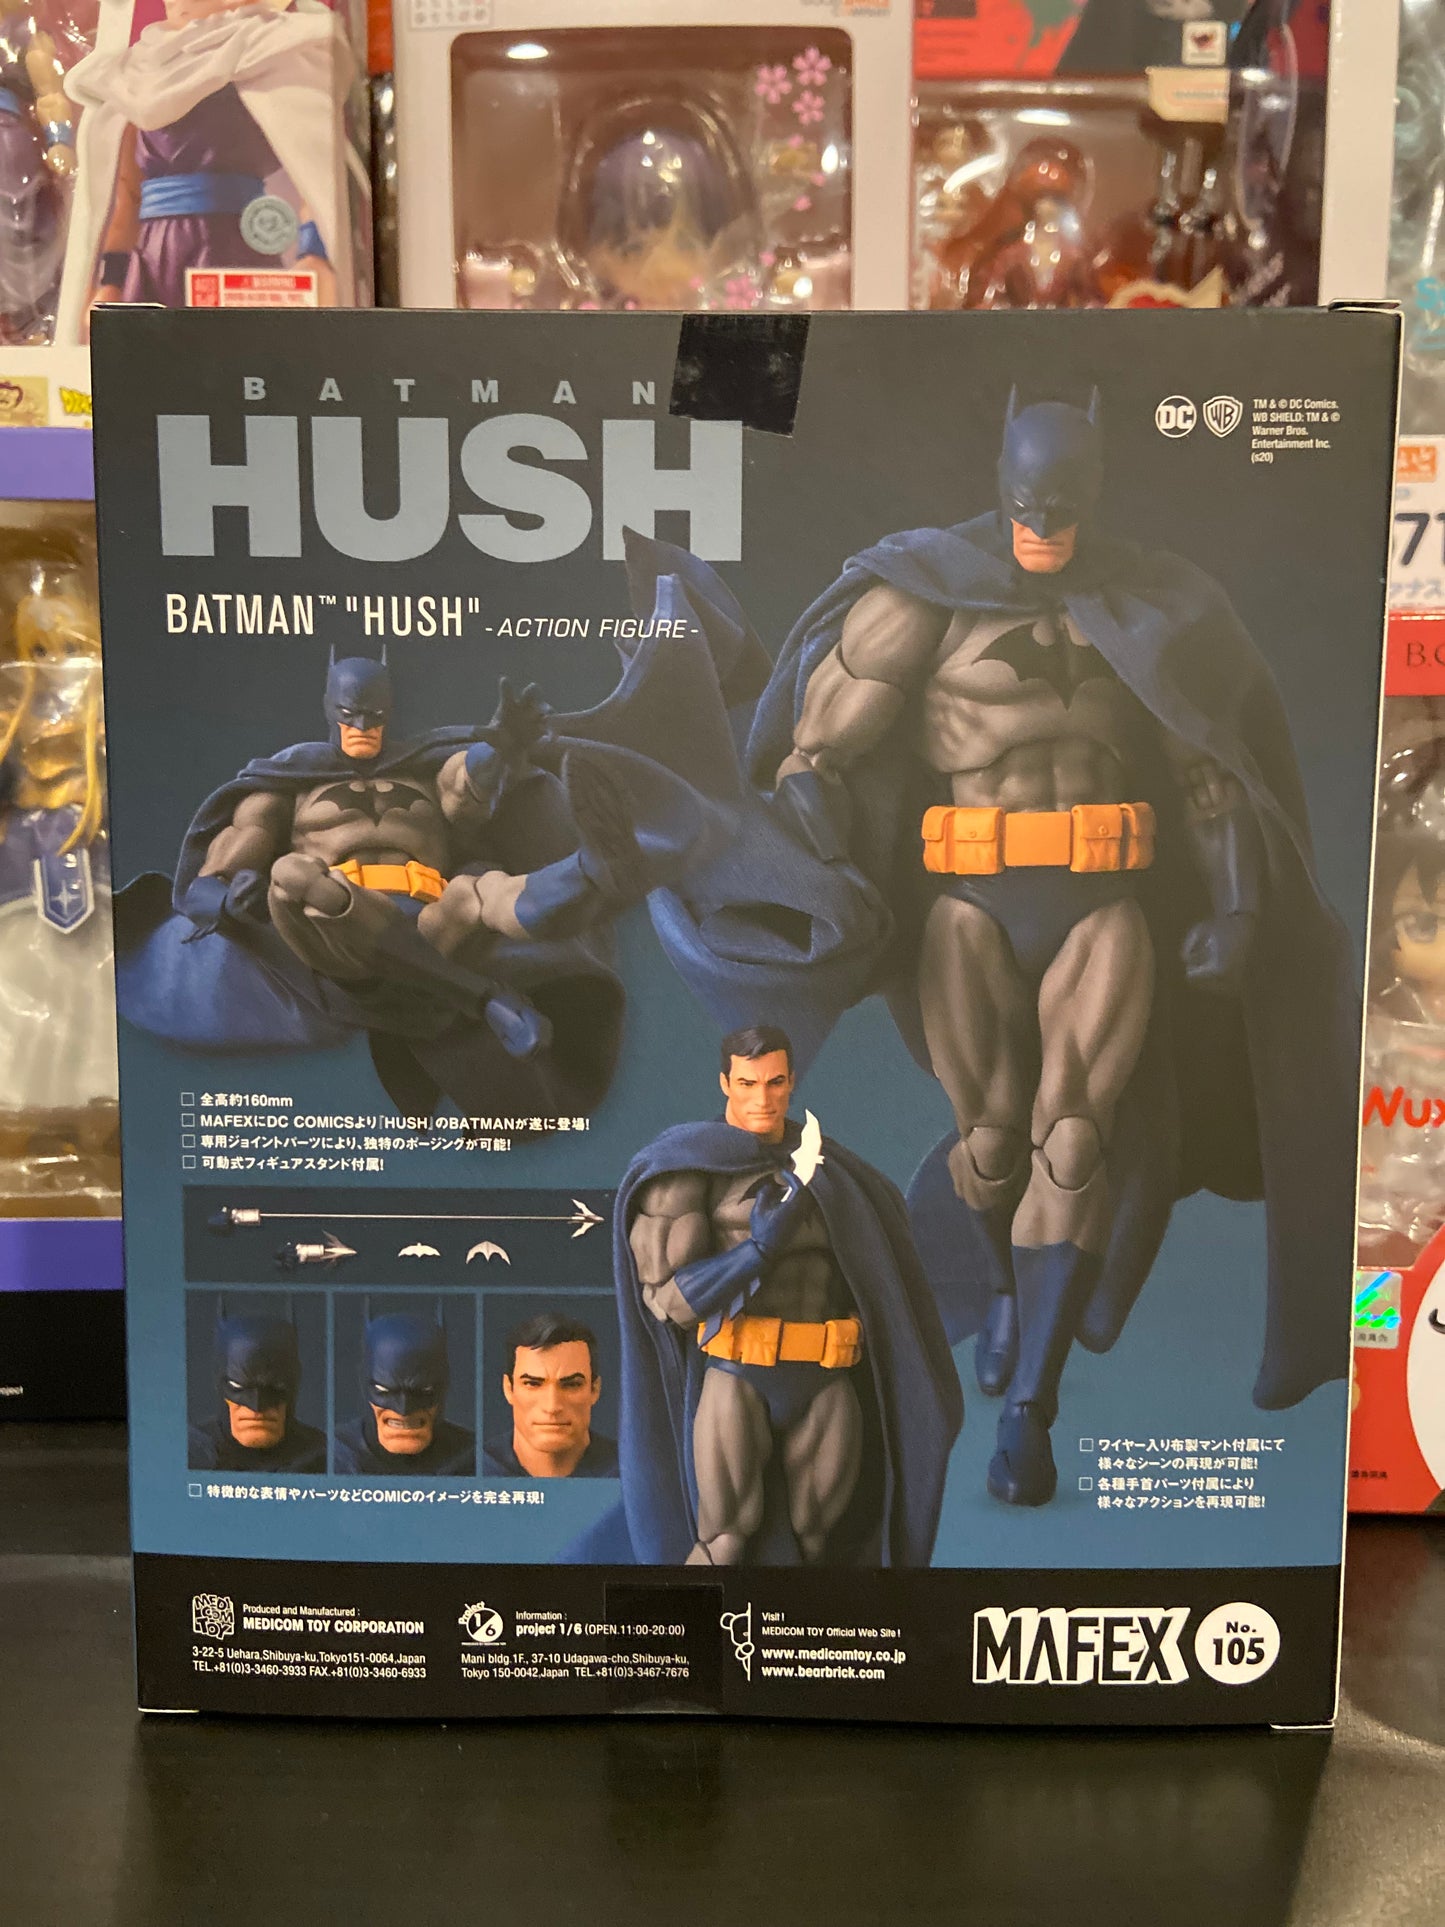 BATMAN
HUSH
BATMAN™ "HUSH" -ACTION FIGURE-
DC
WB
TM & © DC Comics.
WB SHIELD: TM & ©
Warner Bros.
Entertainment Inc.
(s20)
□ 全高約160mm
□ MAFEXにDC COMICSより『HUSH』のBATMANが遂に登場!
□ 専用ジョイントパーツにより、独特のポージングが可能!
□ 可動式フィギュアスタンド付属!
□ 特徴的な表情やパーツなどCOMICのイメージを完全再現!
□ ワイヤー入り布製マント付属にて
様々なシーンの再現が可能!
□ 各種手首パーツ付属により
様々なアクションを再現可能!
MEDI
COM
TOY
Produced and Manufactured :
MEDICOM TOY CORPORATION
3-22-5 Uehara,Shibuya-ku,Tokyo151-0064,Japan
TEL.+81(0)3-3460-3933 FAX.+81(0)3-3460-6933
Project
1/6
Information :
project 1/6 (OPEN.11:00-20:00)
Mani bldg.1F., 37-10 Udagawa-cho,Shibuya-ku,
Tokyo 150-0042,Japan TEL.+81(0)3-3467-7676
Visit !
MEDICOM TOY Official Web Site !
www.medicomtoy.co.jp
www.bearbrick.com
MAFEX
No.
105
WARNING